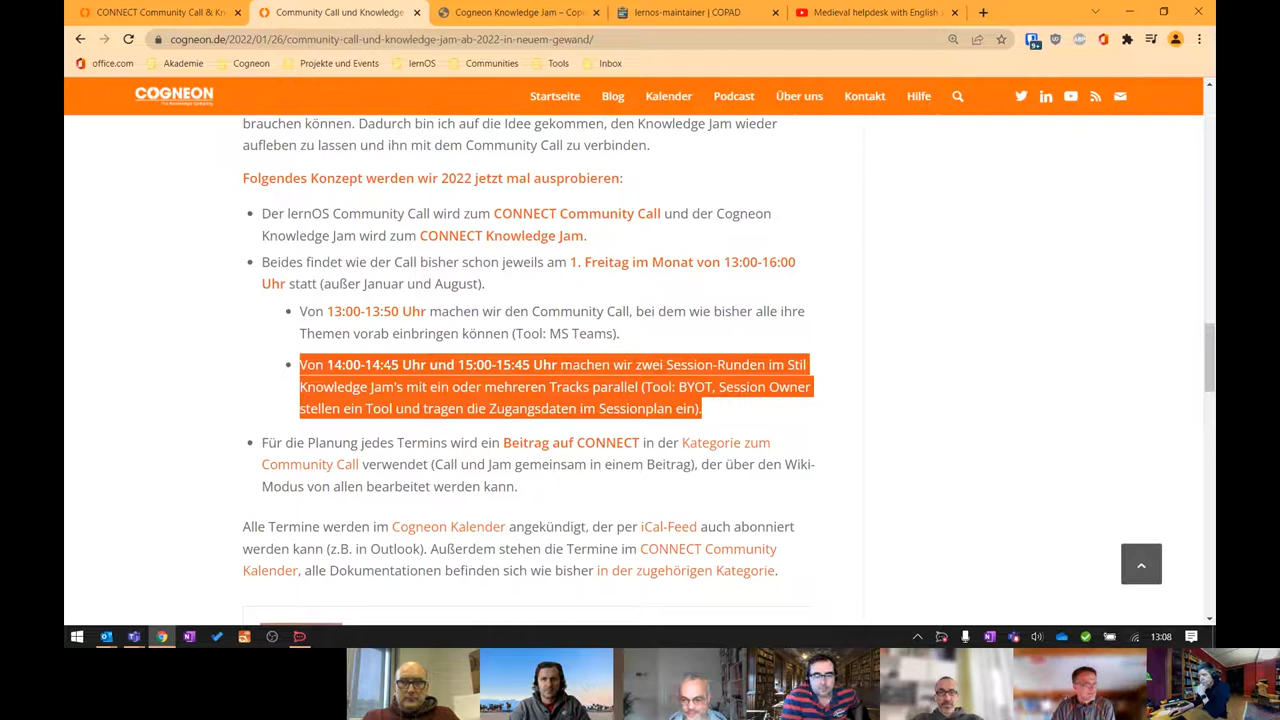 CONNECT Community Call & Kn
Community Call und Knowledge
Cogneon Knowledge Jam – Cope
lernos-maintainer | COPAD
Medieval helpdesk with English s
cogneon.de/2022/01/26/community-call-und-knowledge-jam-ab-2022-in-neuem-gewand/
9+
office.com Akademie Cogneon Projekte und Events lernOS Communities Tools Inbox
COGNEON
Startseite Blog Kalender Podcast Über uns Kontakt Hilfe
brauchen können. Dadurch bin ich auf die Idee gekommen, den Knowledge Jam wieder
aufleben zu lassen und ihn mit dem Community Call zu verbinden.
Folgendes Konzept werden wir 2022 jetzt mal ausprobieren:
Der lernOS Community Call wird zum CONNECT Community Call und der Cogneon
Knowledge Jam wird zum CONNECT Knowledge Jam.
Beides findet wie der Call bisher schon jeweils am 1. Freitag im Monat von 13:00-16:00
Uhr statt (außer Januar und August).
Von 13:00-13:50 Uhr machen wir den Community Call, bei dem wie bisher alle ihre
Themen vorab einbringen können (Tool: MS Teams).
Von 14:00-14:45 Uhr und 15:00-15:45 Uhr machen wir zwei Session-Runden im Stil
Knowledge Jam's mit ein oder mehreren Tracks parallel (Tool: BYOT, Session Owner
stellen ein Tool und tragen die Zugangsdaten im Sessionplan ein).
Für die Planung jedes Termins wird ein Beitrag auf CONNECT in der Kategorie zum
Community Call verwendet (Call und Jam gemeinsam in einem Beitrag), der über den Wiki-
Modus von allen bearbeitet werden kann.
Alle Termine werden im Cogneon Kalender angekündigt, der per iCal-Feed auch abonniert
werden kann (z.B. in Outlook). Außerdem stehen die Termine im CONNECT Community
Kalender, alle Dokumentationen befinden sich wie bisher in der zugehörigen Kategorie.
13:08